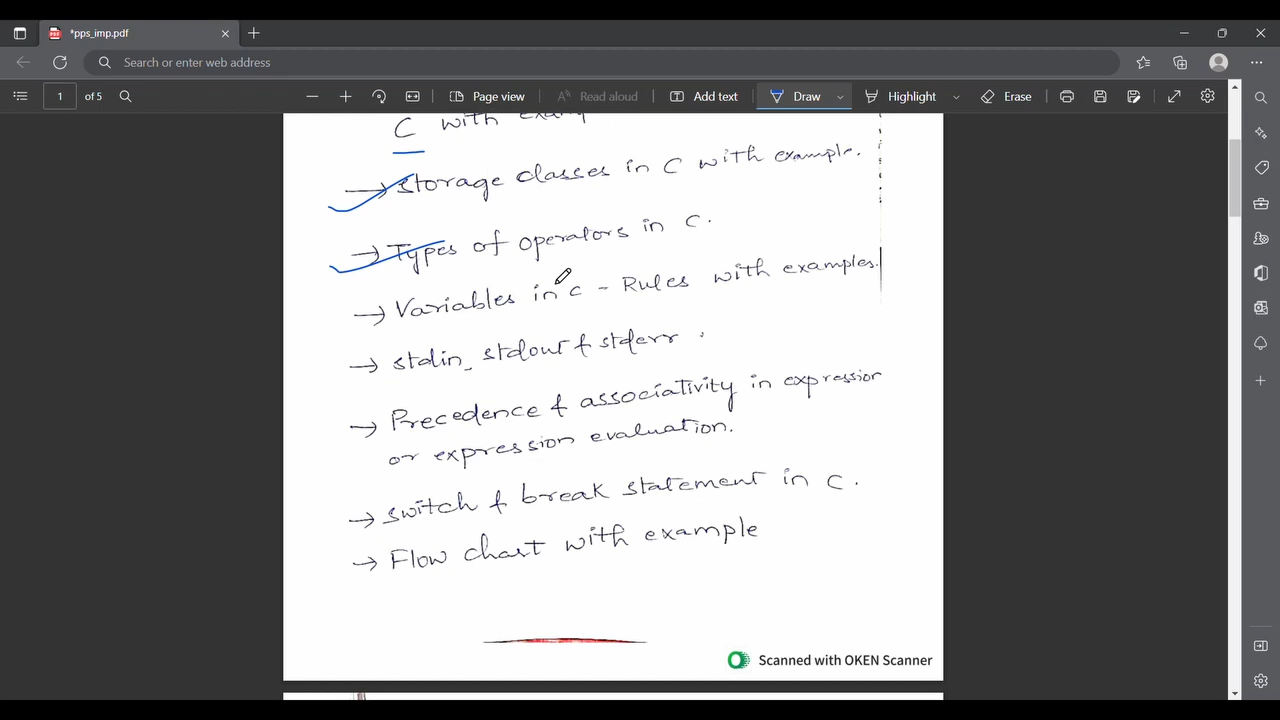 *pps_imp.pdf
Search or enter web address
1 of 5
Page view
Read aloud
Add text
Draw
Highlight
Erase
C with
→ Storage classes in C with example.
→ Types of operators in C.
→ Variables in C - Rules with examples.
→ stdin, stdout & stderr.
→ Precedence & associativity in expression
or expression evaluation.
→ switch & break statement in C.
→ Flow chart with example
Scanned with OKEN Scanner